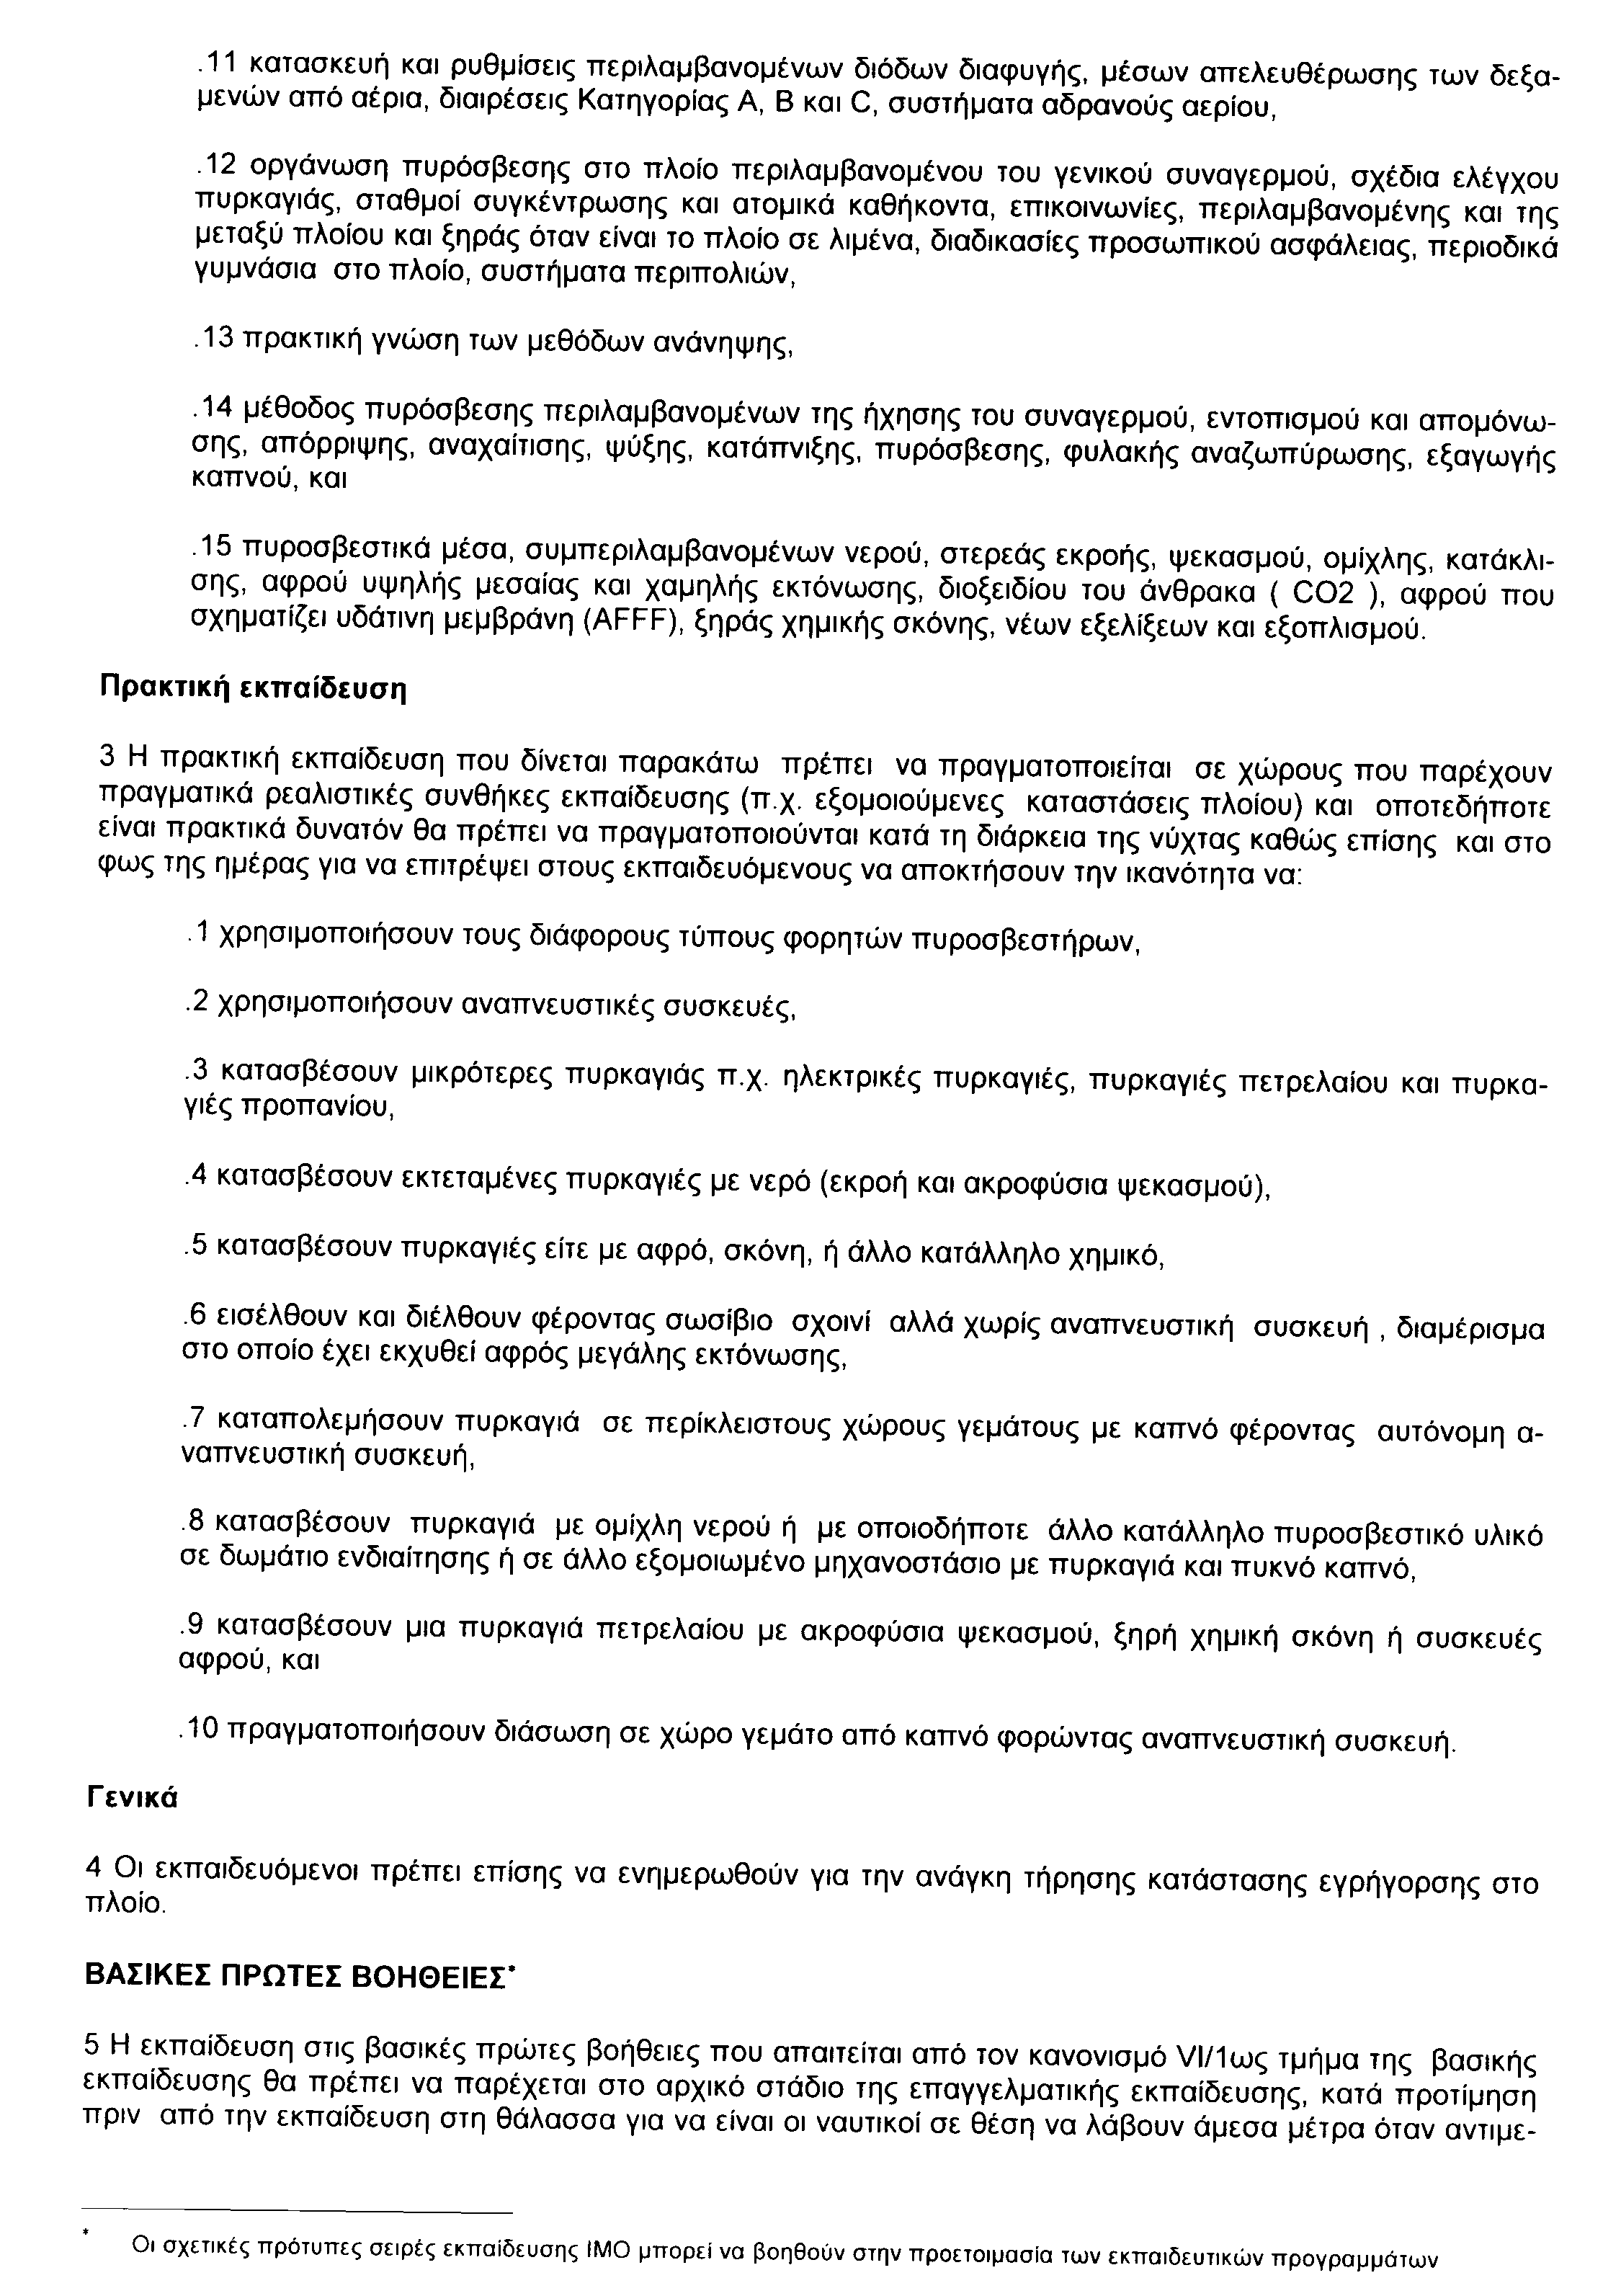 .11 κατασκευή και ρυθμίσεις περιλαμβανομένων διόδων διαφυγής, μέσων απελευθέρωσης των δεξα-
μενών από αέρια, διαιρέσεις Κατηγορίας Α, Β και C, συστήματα αδρανούς αερίου,
.12 οργάνωση πυρόσβεσης στο πλοίο περιλαμβανομένου του γενικού συναγερμού, σχέδια ελέγχου
πυρκαγιάς, σταθμοί συγκέντρωσης και ατομικά καθήκοντα, επικοινωνίες, περιλαμβανομένης και της
μεταξύ πλοίου και ξηράς όταν είναι το πλοίο σε λιμένα, διαδικασίες προσωπικού ασφάλειας, περιοδικά
γυμνάσια στο πλοίο, συστήματα περιπολιών,
.13 πρακτική γνώση των μεθόδων ανάνηψης,
.14 μέθοδος πυρόσβεσης περιλαμβανομένων της ήχησης του συναγερμού, εντοπισμού και απομόνω-
σης, απόρριψης, αναχαίτισης, ψύξης, κατάπνιξης, πυρόσβεσης, φυλακής αναζωπύρωσης, εξαγωγής
καπνού, και
.15 πυροσβεστικά μέσα, συμπεριλαμβανομένων νερού, στερεάς εκροής, ψεκασμού, ομίχλης, κατάκλι-
σης, αφρού υψηλής μεσαίας και χαμηλής εκτόνωσης, διοξειδίου του άνθρακα ( CO2 ), αφρού που
σχηματίζει υδάτινη μεμβράνη (AFFF), ξηράς χημικής σκόνης, νέων εξελίξεων και εξοπλισμού.
Πρακτική εκπαίδευση
3 Η πρακτική εκπαίδευση που δίνεται παρακάτω πρέπει να πραγματοποιείται σε χώρους που παρέχουν
πραγματικά ρεαλιστικές συνθήκες εκπαίδευσης (π.χ. εξομοιούμενες καταστάσεις πλοίου) και οποτεδήποτε
είναι πρακτικά δυνατόν θα πρέπει να πραγματοποιούνται κατά τη διάρκεια της νύχτας καθώς επίσης και στο
φως της ημέρας για να επιτρέψει στους εκπαιδευόμενους να αποκτήσουν την ικανότητα να:
.1 χρησιμοποιήσουν τους διάφορους τύπους φορητών πυροσβεστήρων,
.2 χρησιμοποιήσουν αναπνευστικές συσκευές,
.3 κατασβέσουν μικρότερες πυρκαγιάς π.χ. ηλεκτρικές πυρκαγιές, πυρκαγιές πετρελαίου και πυρκα-
γιές προπανίου,
.4 κατασβέσουν εκτεταμένες πυρκαγιές με νερό (εκροή και ακροφύσια ψεκασμού),
.5 κατασβέσουν πυρκαγιές είτε με αφρό, σκόνη, ή άλλο κατάλληλο χημικό,
.6 εισέλθουν και διέλθουν φέροντας σωσίβιο σχοινί αλλά χωρίς αναπνευστική συσκευή , διαμέρισμα
στο οποίο έχει εκχυθεί αφρός μεγάλης εκτόνωσης,
.7 καταπολεμήσουν πυρκαγιά σε περίκλειστους χώρους γεμάτους με καπνό φέροντας αυτόνομη α-
ναπνευστική συσκευή,
.8 κατασβέσουν πυρκαγιά με ομίχλη νερού ή με οποιοδήποτε άλλο κατάλληλο πυροσβεστικό υλικό
σε δωμάτιο ενδιαίτησης ή σε άλλο εξομοιωμένο μηχανοστάσιο με πυρκαγιά και πυκνό καπνό,
.9 κατασβέσουν μια πυρκαγιά πετρελαίου με ακροφύσια ψεκασμού, ξηρή χημική σκόνη ή συσκευές
αφρού, και
.10 πραγματοποιήσουν διάσωση σε χώρο γεμάτο από καπνό φορώντας αναπνευστική συσκευή.
Γενικά
4 Οι εκπαιδευόμενοι πρέπει επίσης να ενημερωθούν για την ανάγκη τήρησης κατάστασης εγρήγορσης στο
πλοίο.
ΒΑΣΙΚΕΣ ΠΡΩΤΕΣ ΒΟΗΘΕΙΕΣ*
5 Η εκπαίδευση στις βασικές πρώτες βοήθειες που απαιτείται από τον κανονισμό VI/1ως τμήμα της βασικής
εκπαίδευσης θα πρέπει να παρέχεται στο αρχικό στάδιο της επαγγελματικής εκπαίδευσης, κατά προτίμηση
πριν από την εκπαίδευση στη θάλασσα για να είναι οι ναυτικοί σε θέση να λάβουν άμεσα μέτρα όταν αντιμε-
* Οι σχετικές πρότυπες σειρές εκπαίδευσης ΙΜΟ μπορεί να βοηθούν στην προετοιμασία των εκπαιδευτικών προγραμμάτων